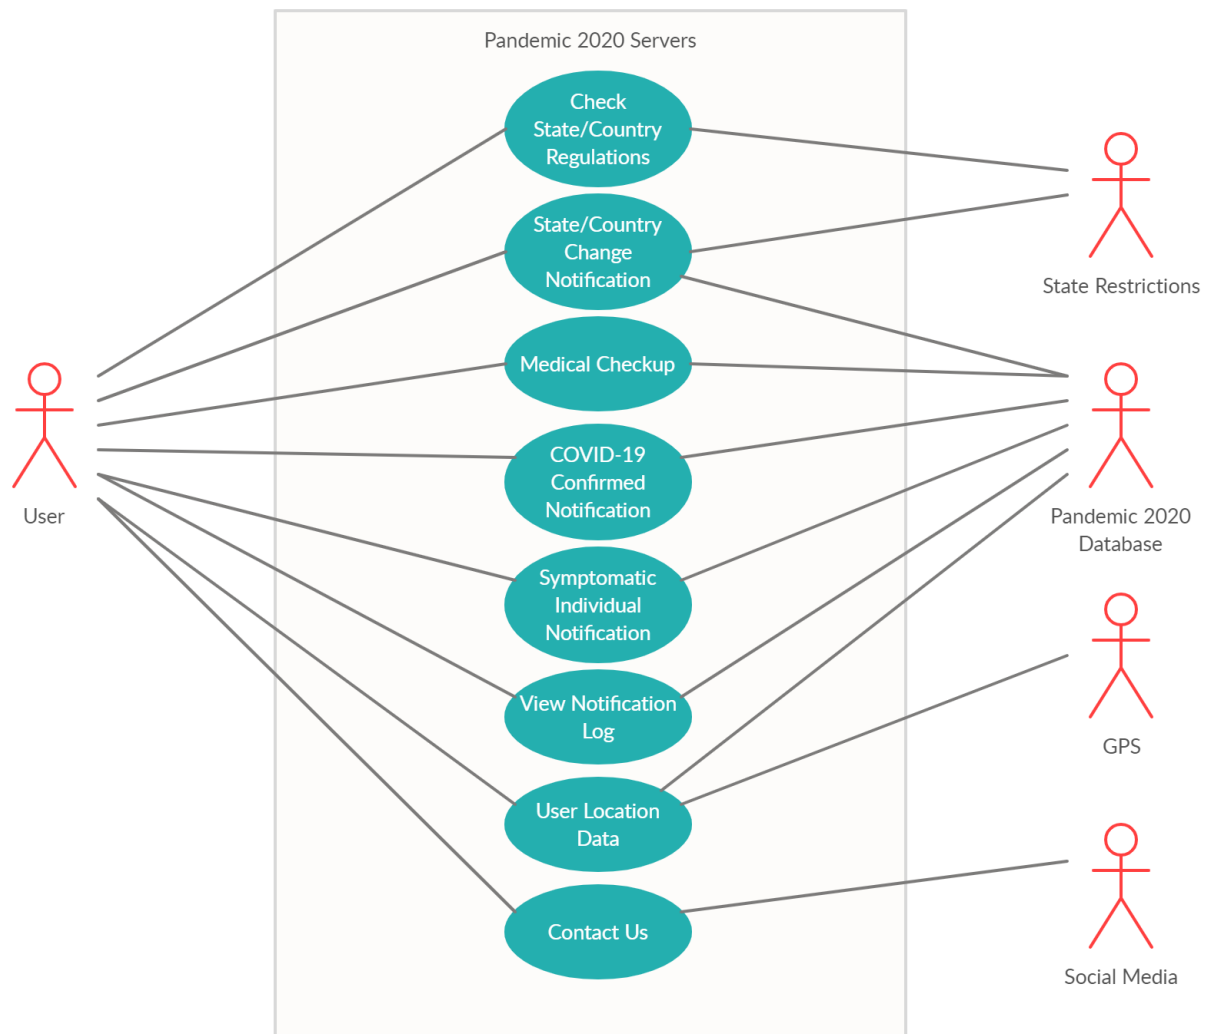 Pandemic 2020 Servers
Check
State/Country
Regulations
State/Country
Change
Notification
Medical Checkup
COVID-19
Confirmed
Notification
Symptomatic
Individual
Notification
View Notification
Log
User Location
Data
Contact Us
User
State Restrictions
Pandemic 2020
Database
GPS
Social Media